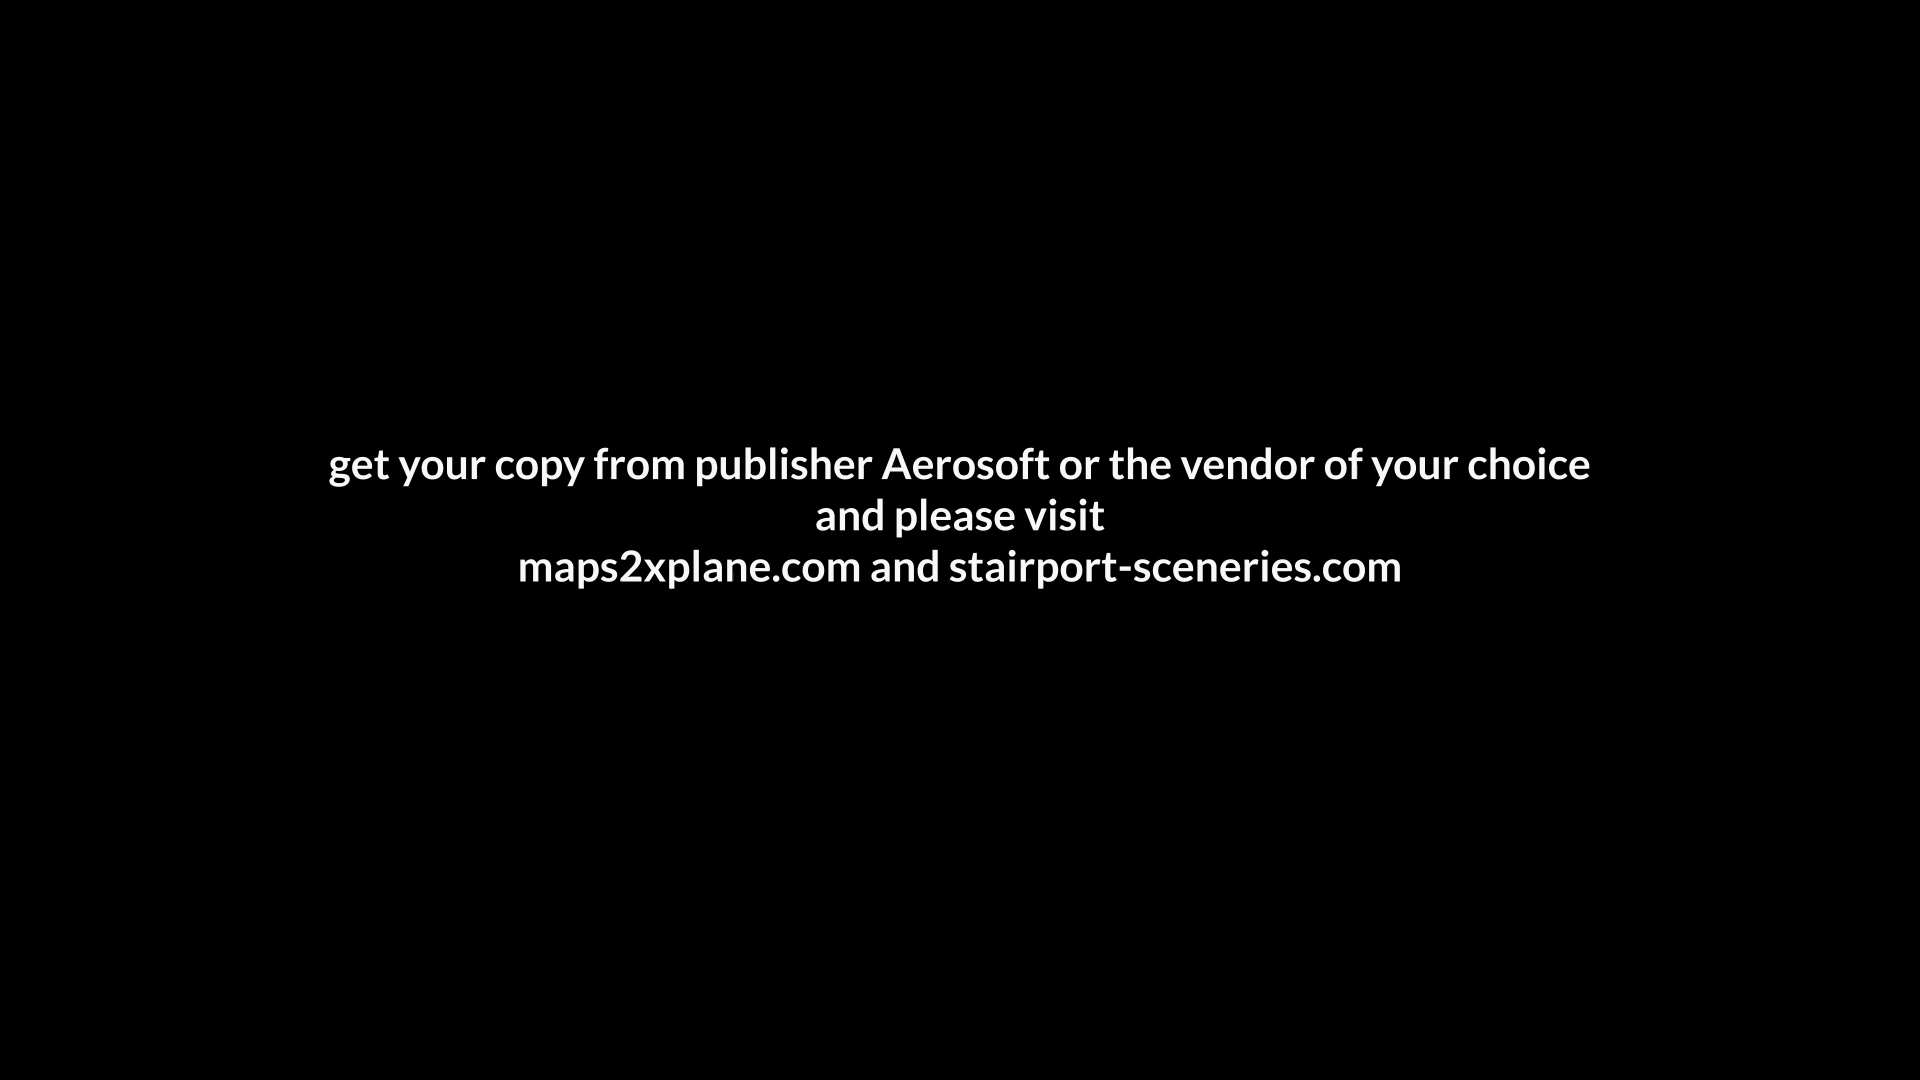 get your copy from publisher Aerosoft or the vendor of your choice
and please visit
maps2xplane.com and stairport-sceneries.com